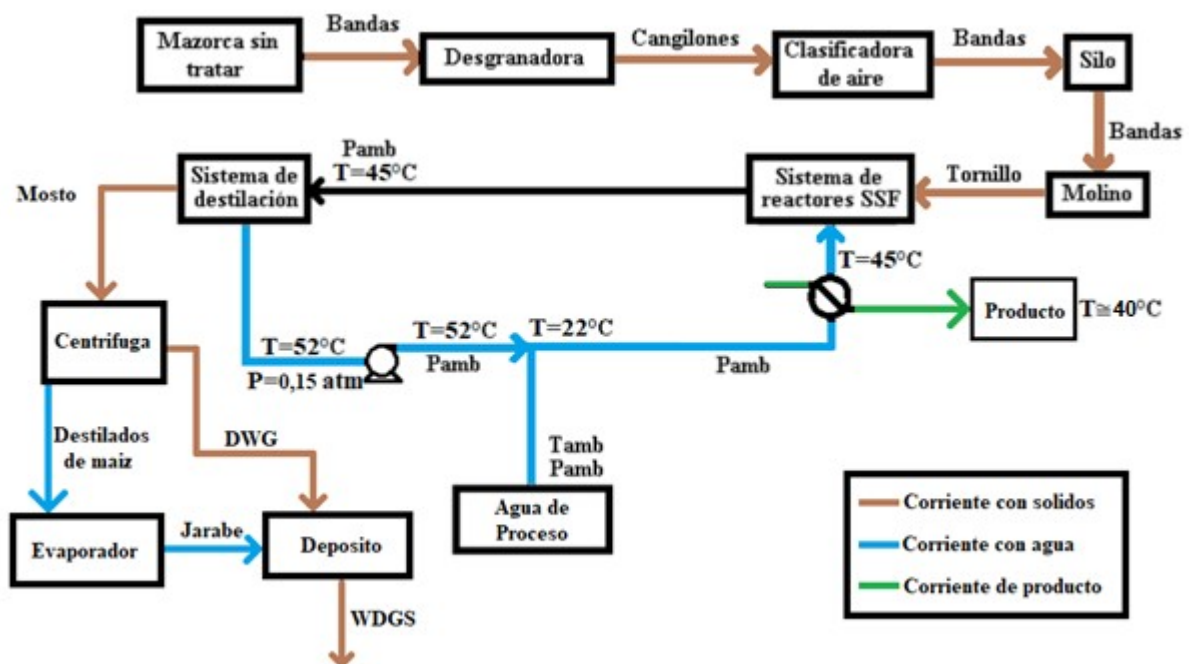 Bandas
Mazorca sin
tratar
Desgranadora
Cangilones
Clasificadora
de aire
Bandas
Silo
Bandas
Molino
Tornillo
Sistema de
reactores SSF
Pamb
T=45°C
Sistema de
destilación
Mosto
T=45°C
Producto
T≅40°C
Centrifuga
T=52°C
P=0,15 atm
T=52°C
Pamb
T=22°C
Pamb
Destilados
de maiz
DWG
Tamb
Pamb
Agua de
Proceso
Evaporador
Jarabe
Deposito
WDGS
Corriente con solidos
Corriente con agua
Corriente de producto